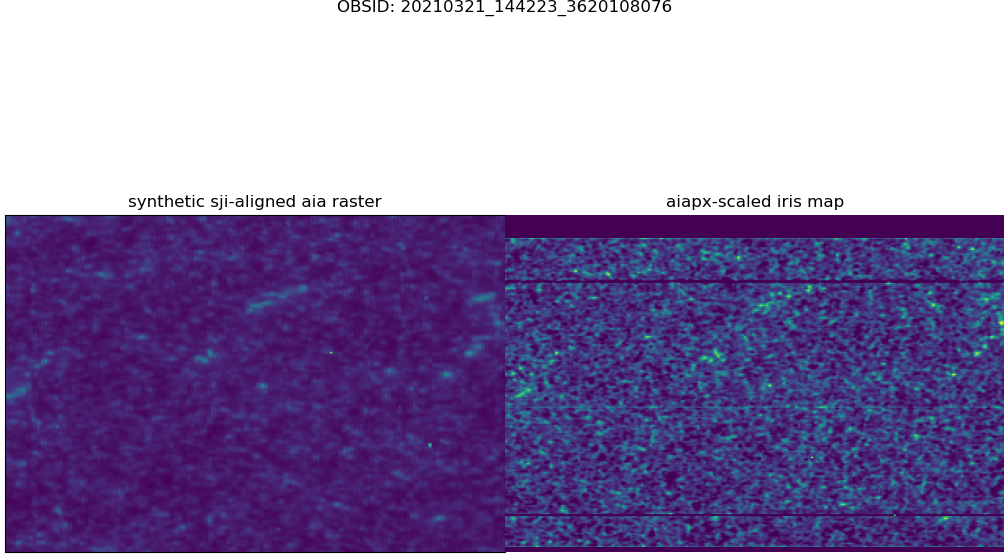 OBSID: 20210321_144223_3620108076
synthetic sji-aligned aia raster
aiapx-scaled iris map